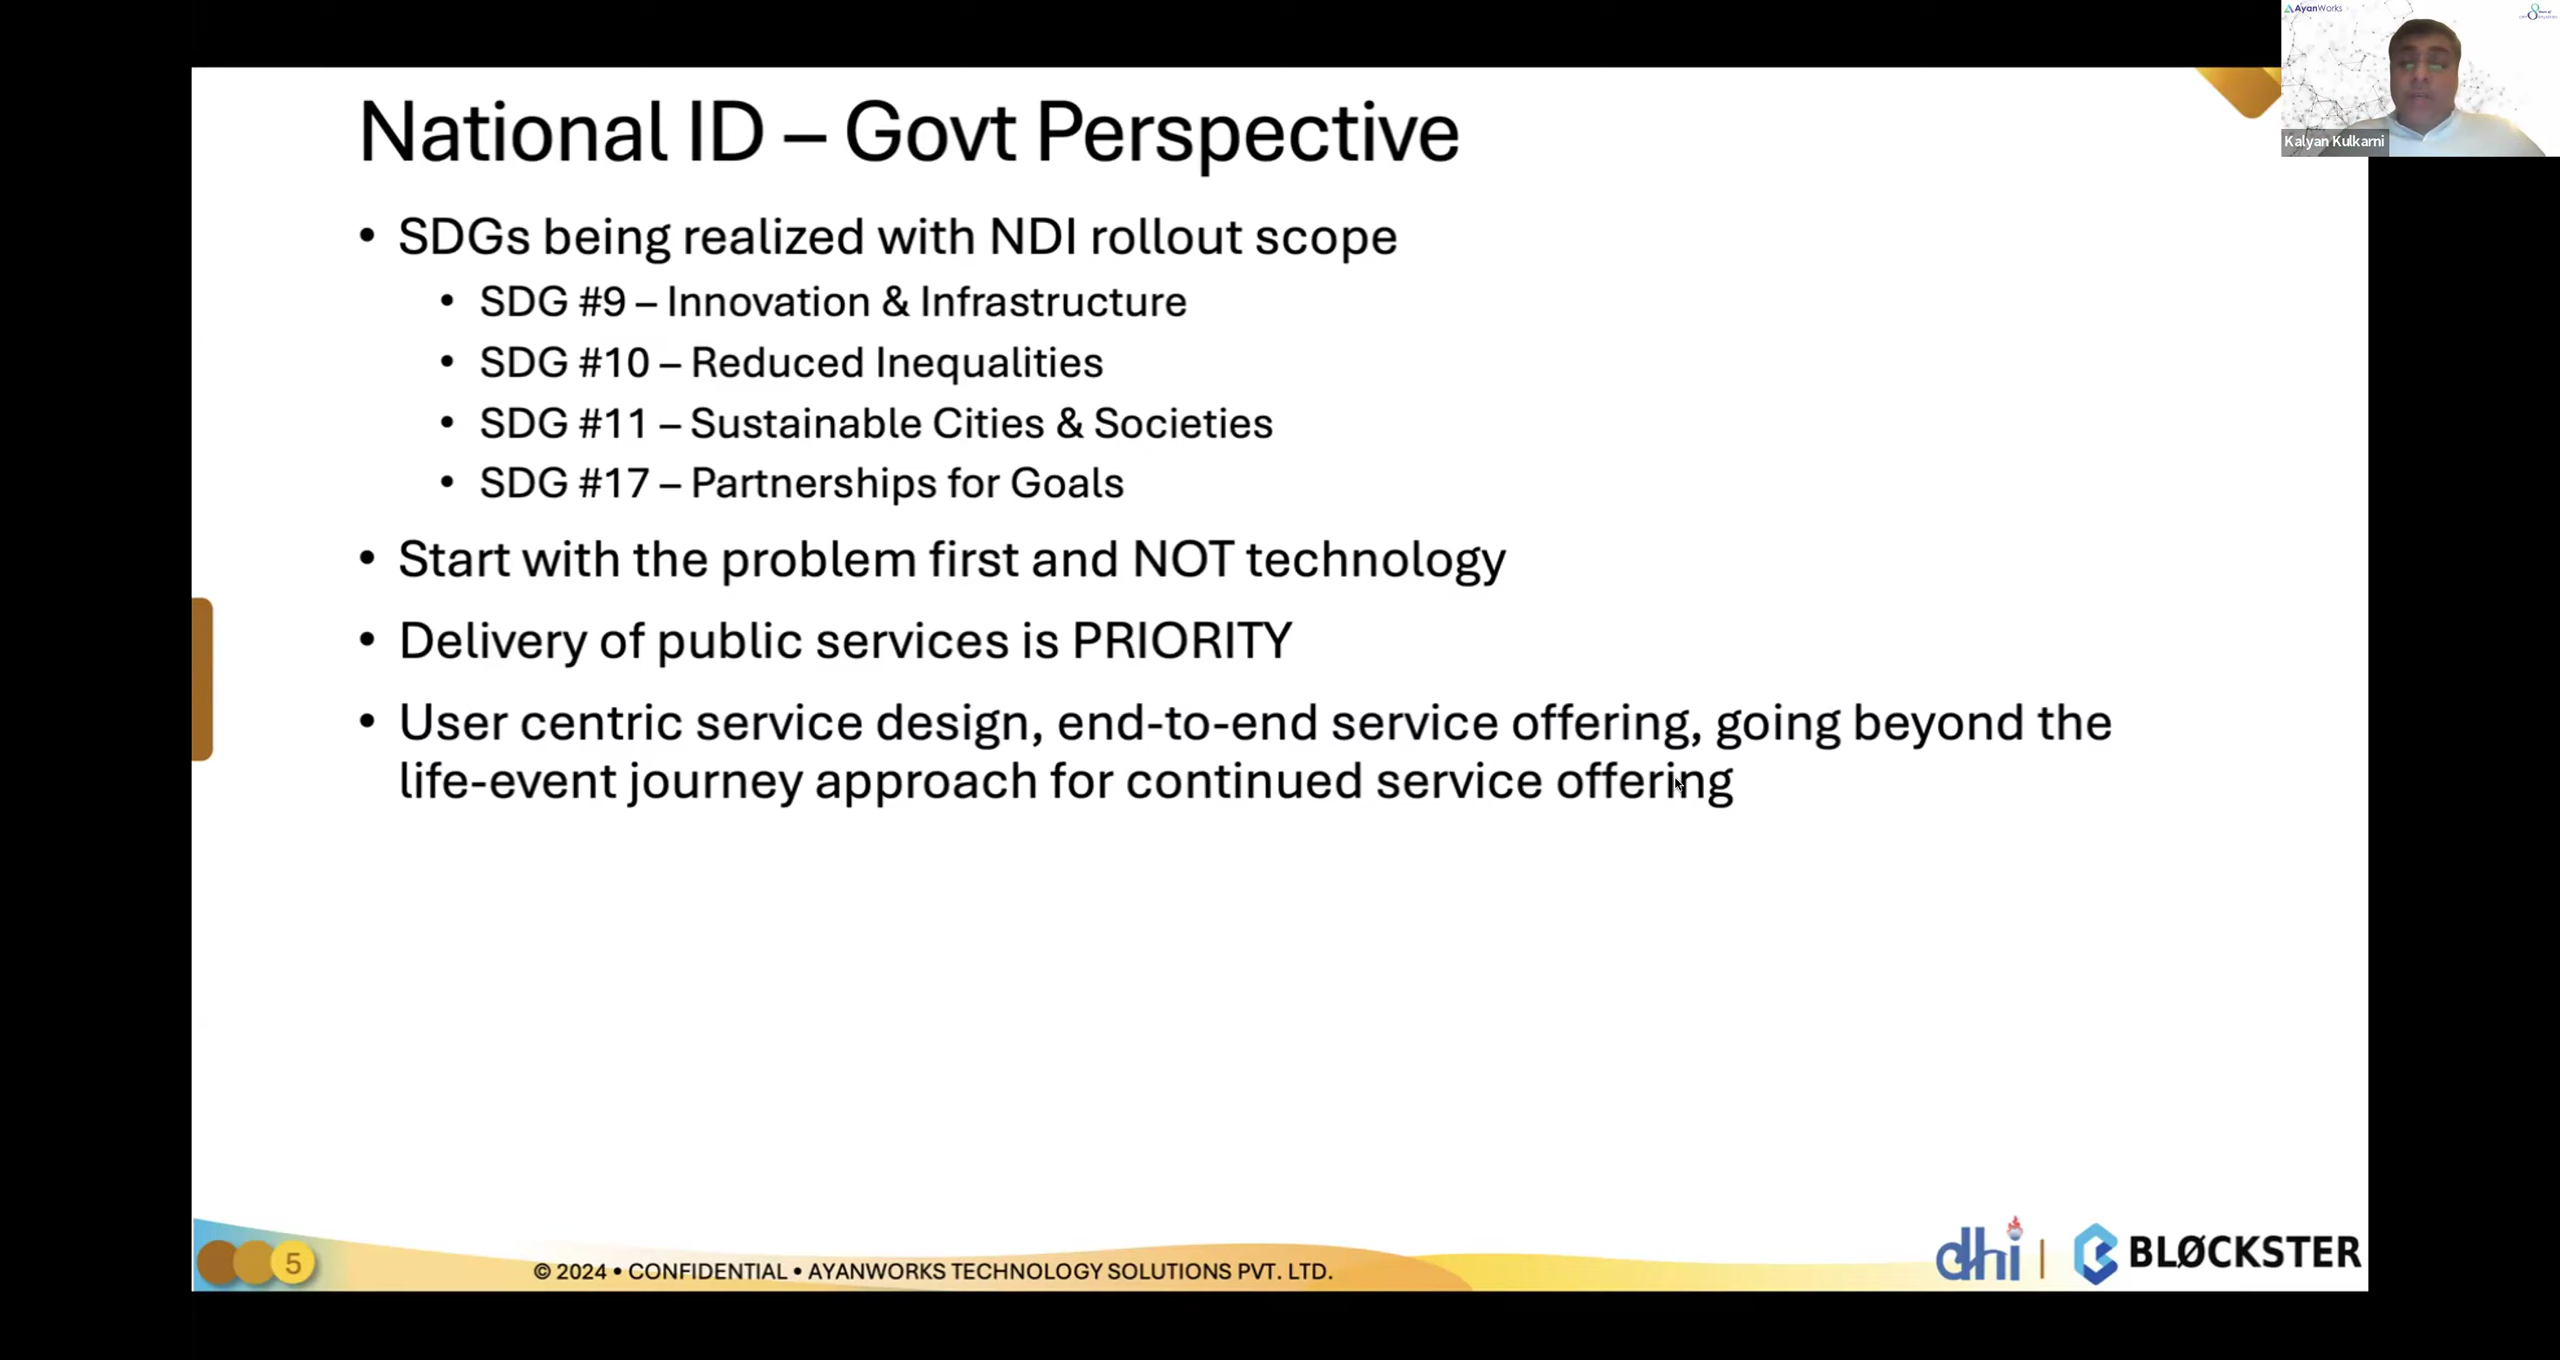 National ID – Govt Perspective
• SDGs being realized with NDI rollout scope
• SDG #9 – Innovation & Infrastructure
• SDG #10 – Reduced Inequalities
• SDG #11 – Sustainable Cities & Societies
• SDG #17 – Partnerships for Goals
• Start with the problem first and NOT technology
• Delivery of public services is PRIORITY
• User centric service design, end-to-end service offering, going beyond the
life-event journey approach for continued service offering
5
© 2024 • CONFIDENTIAL • AYANWORKS TECHNOLOGY SOLUTIONS PVT. LTD.
dhi | BLØCKSTER
AyanWorks
8
Kalyan Kulkarni